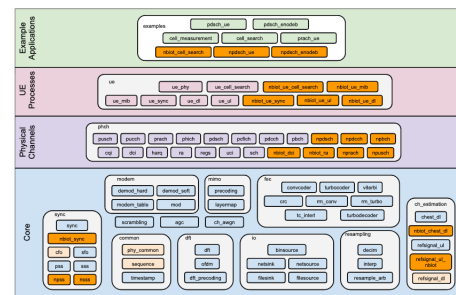 Example Applications
examples
pdsch_ue pdsch_enodeb
cell_measurement cell_search prach_ue
nbiot_cell_search npdsch_ue npdsch_enodeb
UE Processes
ue
ue_phy ue_cell_search nbiot_ue_cell_search nbiot_ue_mib
ue_mib ue_sync ue_dl ue_ul nbiot_ue_sync nbiot_ue_ul nbiot_ue_dl
Physical Channels
phch
pusch pucch prach phich pdsch pcfich pdcch pbch npdsch npdcch npbch
cqi dci harq ra regs uci sch nbiot_dci nbiot_ra nprach npusch
Core
modem
demod_hard demod_soft
modem_table mod
mimo
precoding
layermap
fec
convcoder turbocoder viterbi
crc rm_conv rm_turbo
tc_interl turbodecoder
ch_estimation
chest_dl
nbiot_chest_dl
refsignal_ul
refsignal_ul_nbiot
refsignal_dl
sync
sync
nbiot_sync
cfo sfo
pss sss
npss nsss
scrambling agc ch_awgn
common
phy_common
sequence
timestamp
dft
dft
ofdm
dft_precoding
io
binsource
netsink netsource
filesink filesource
resampling
decim
interp
resample_arb